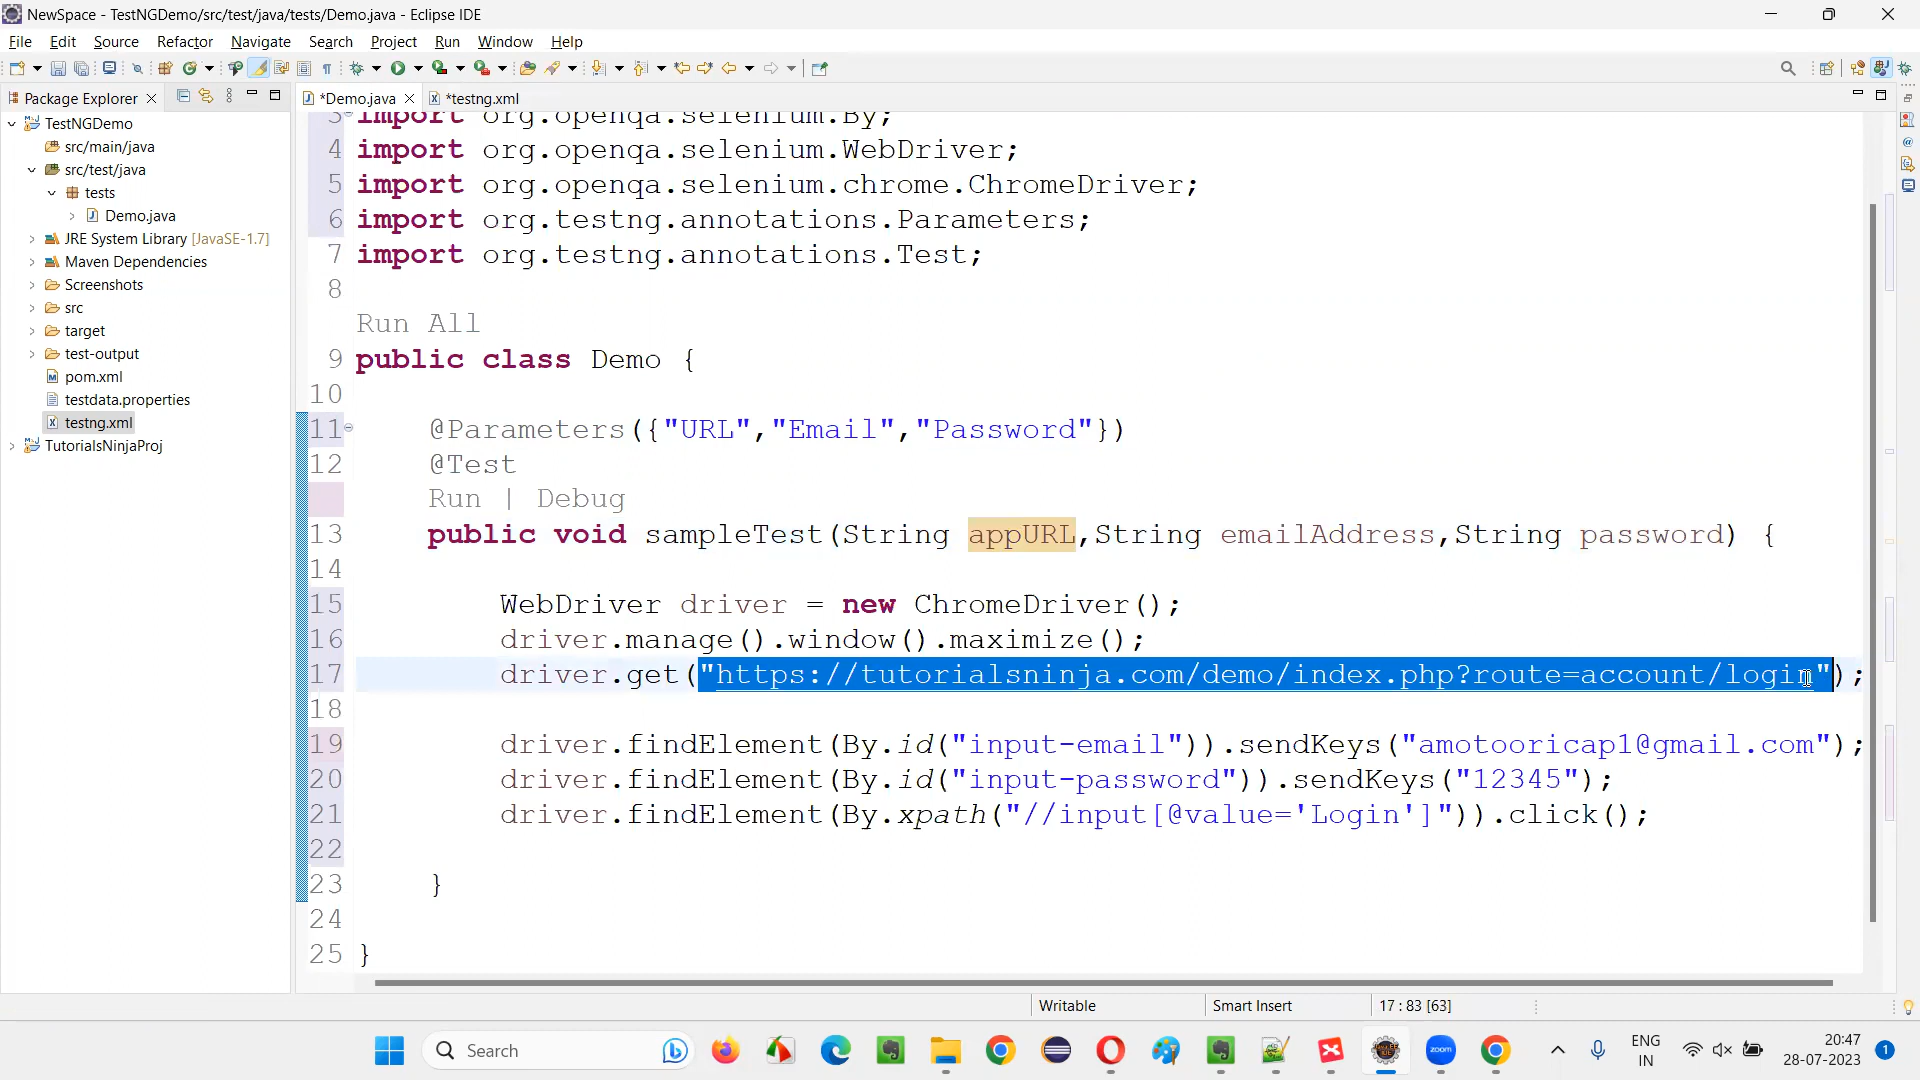 NewSpace - TestNGDemo/src/test/java/tests/Demo.java - Eclipse IDE
File Edit Source Refactor Navigate Search Project Run Window Help
Package Explorer
TestNGDemo
src/main/java
src/test/java
tests
Demo.java
JRE System Library [JavaSE-1.7]
Maven Dependencies
Screenshots
src
target
test-output
pom.xml
testdata.properties
testng.xml
TutorialsNinjaProj
*Demo.java *testng.xml
3 import org.openqa.selenium.By;
4 import org.openqa.selenium.WebDriver;
5 import org.openqa.selenium.chrome.ChromeDriver;
6 import org.testng.annotations.Parameters;
7 import org.testng.annotations.Test;
8
Run All
9 public class Demo {
10
11 @Parameters({"URL","Email","Password"})
12 @Test
Run | Debug
13 public void sampleTest(String appURL,String emailAddress,String password) {
14
15 WebDriver driver = new ChromeDriver();
16 driver.manage().window().maximize();
17 driver.get("https://tutorialsninja.com/demo/index.php?route=account/login");
18
19 driver.findElement(By.id("input-email")).sendKeys("amotooricap1@gmail.com");
20 driver.findElement(By.id("input-password")).sendKeys("12345");
21 driver.findElement(By.xpath("//input[@value='Login']")).click();
22
23 }
24
25 }
Writable Smart Insert 17 : 83 [63]
Search
zoom
ENG
IN
20:47
28-07-2023
1